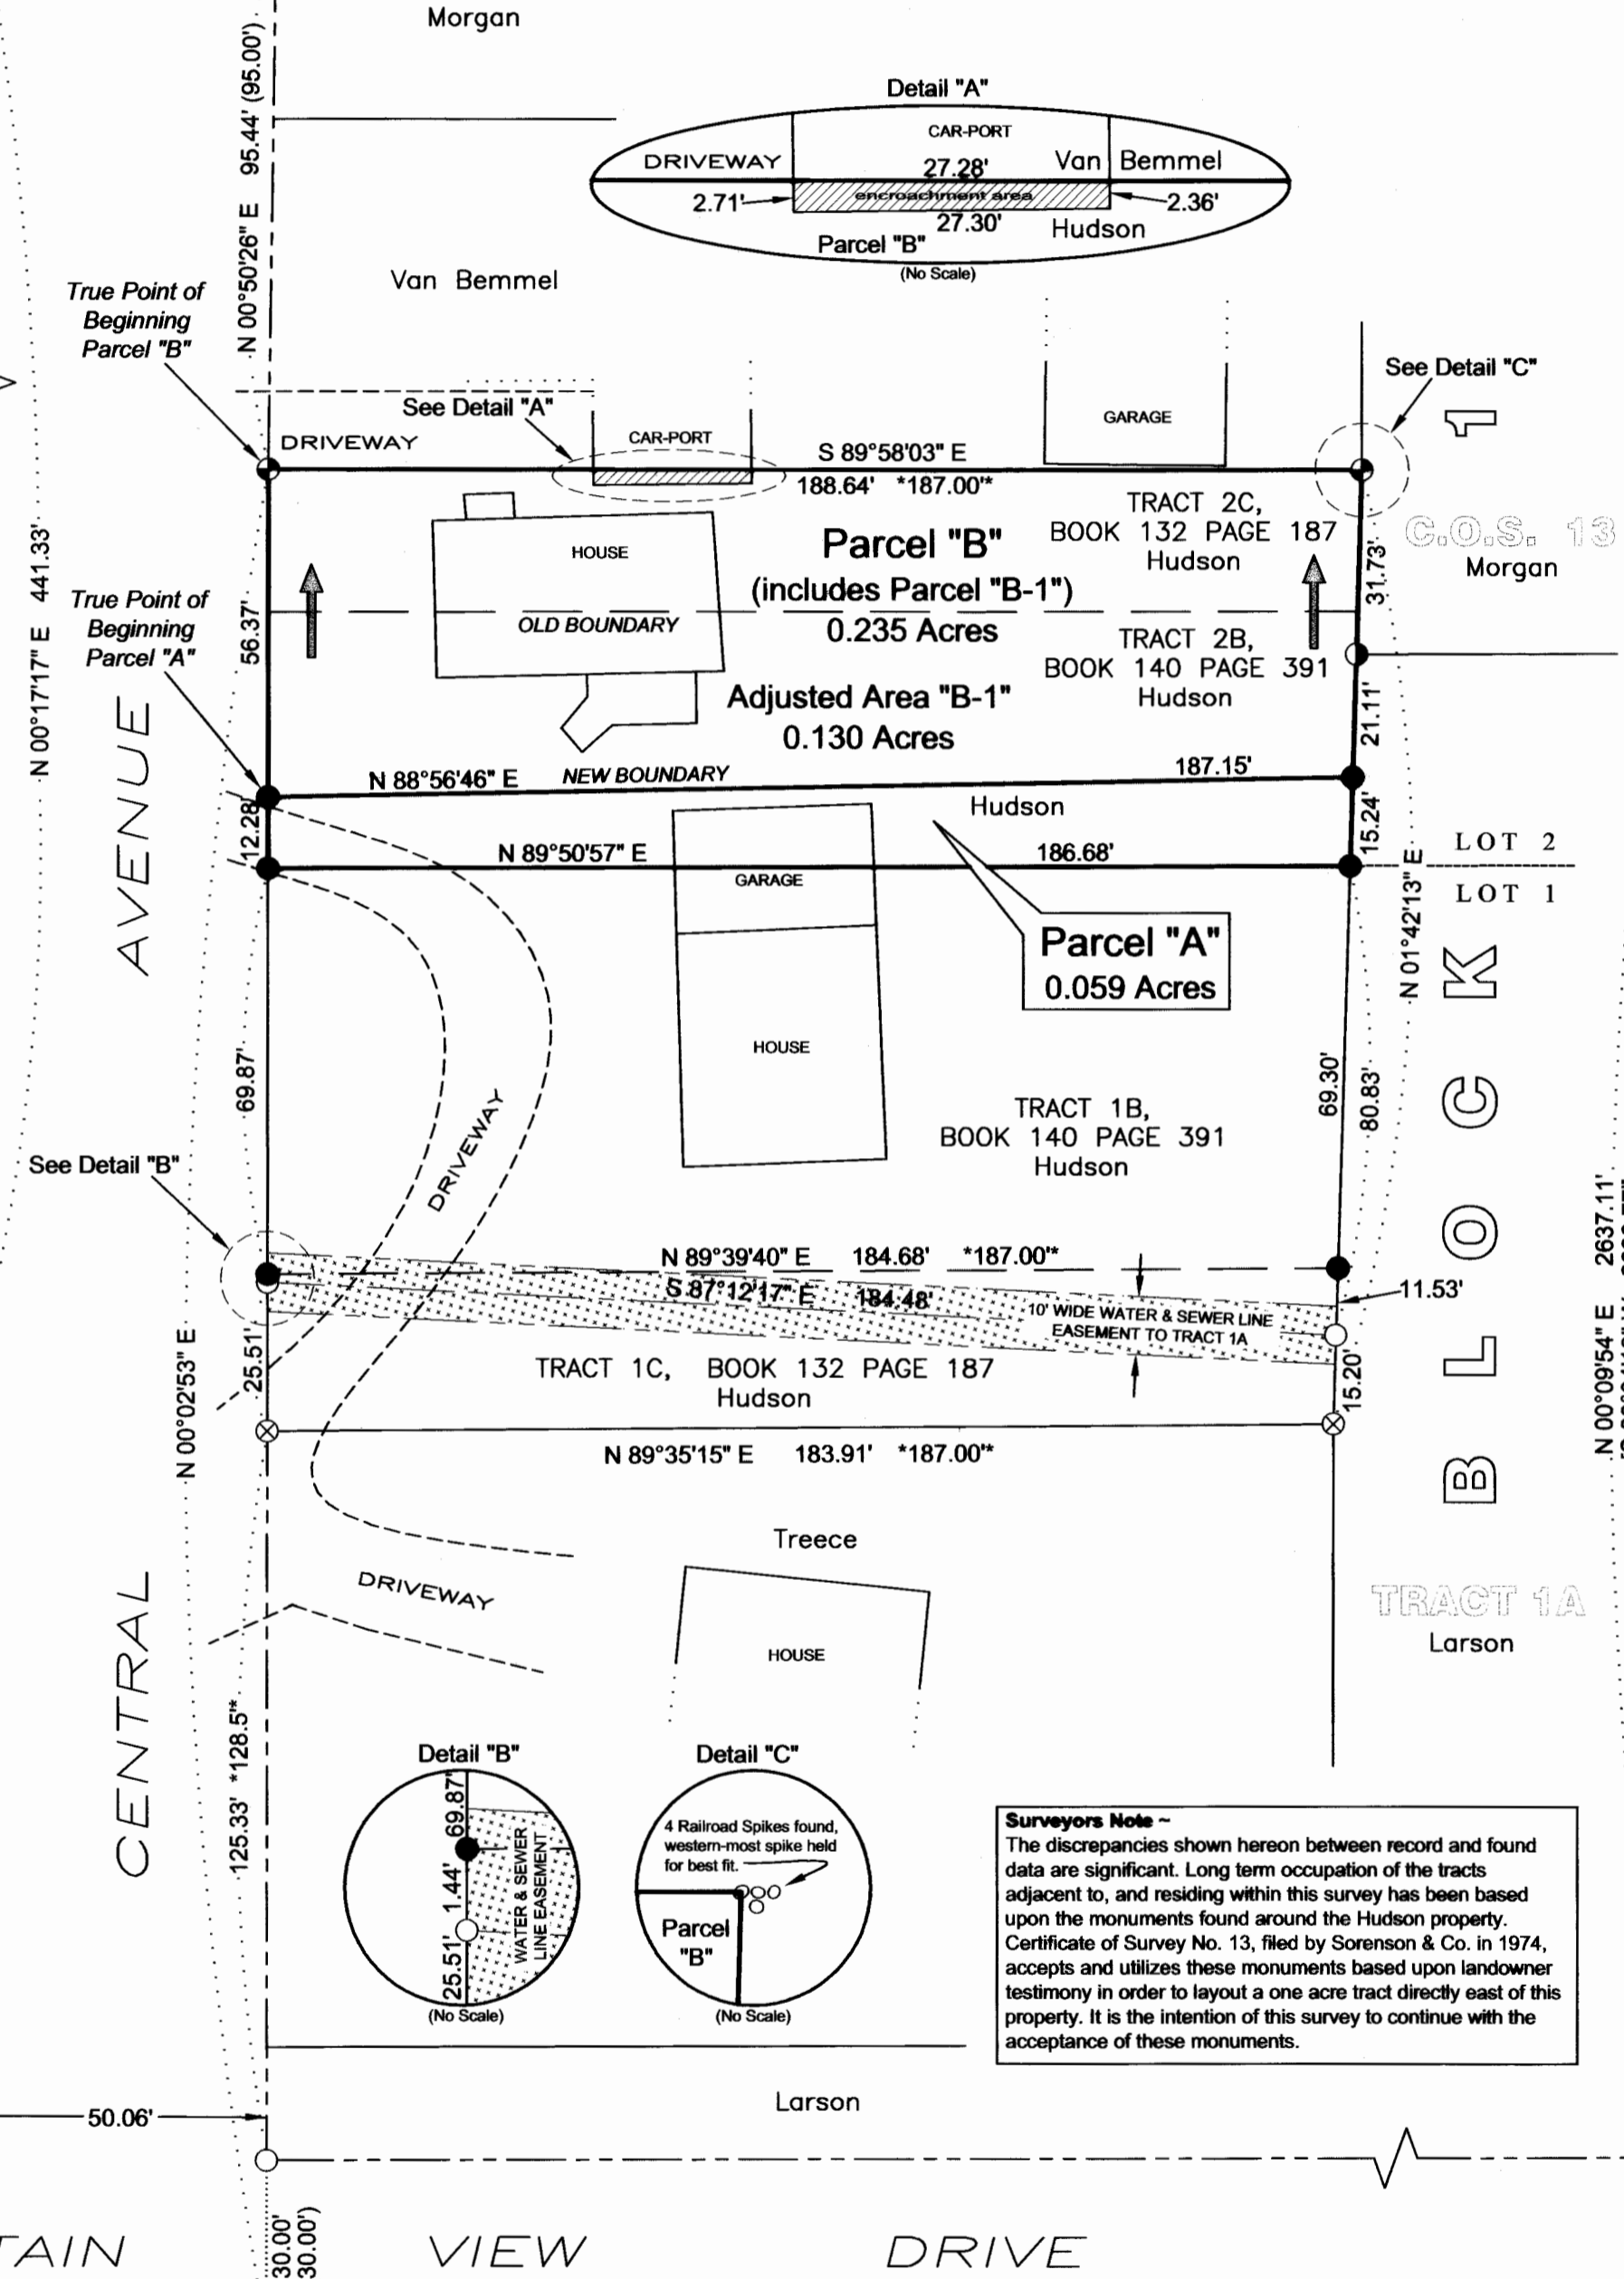 Morgan
N 00°50'26" E 95.44' (95.00')
Detail "A"
CAR-PORT
DRIVEWAY
27.28'
Van Bemmel
encroachment area
2.71'
2.36'
27.30'
Hudson
Parcel "B"
(No Scale)
Van Bemmel
True Point of
Beginning
Parcel "B"
See Detail "C"
See Detail "A"
DRIVEWAY
CAR-PORT
GARAGE
S 89°58'03" E
188.64' *187.00'*
1
TRACT 2C,
BOOK 132 PAGE 187
Hudson
C.O.S. 13
Morgan
HOUSE
Parcel "B"
(includes Parcel "B-1")
0.235 Acres
31.73'
N 00°17'17" E 441.33'
True Point of
Beginning
Parcel "A"
56.37'
OLD BOUNDARY
TRACT 2B,
BOOK 140 PAGE 391
Hudson
Adjusted Area "B-1"
0.130 Acres
21.11'
N 88°56'46" E NEW BOUNDARY 187.15'
Hudson
12.28'
15.24'
N 89°50'57" E 186.68'
LOT 2
LOT 1
GARAGE
Parcel "A"
0.059 Acres
N 01°42'13" E
HOUSE
CENTRAL AVENUE
BLOCK
69.87'
69.30'
80.83'
TRACT 1B,
BOOK 140 PAGE 391
Hudson
DRIVEWAY
See Detail "B"
N 89°39'40" E 184.68' *187.00'*
S 87°12'17" E 184.48'
11.53'
10' WIDE WATER & SEWER LINE
EASEMENT TO TRACT 1A
N 00°02'53" E
25.51'
15.20'
TRACT 1C, BOOK 132 PAGE 187
Hudson
N 89°35'15" E 183.91' *187.00'*
N 00°09'54" E 2637.11'
Treece
DRIVEWAY
HOUSE
TRACT 1A
Larson
125.33' *128.5'*
Detail "B"
69.87'
1.44'
25.51'
WATER & SEWER
LINE EASEMENT
(No Scale)
Detail "C"
4 Railroad Spikes found,
western-most spike held
for best fit.
Parcel
"B"
(No Scale)
Surveyors Note ~
The discrepancies shown hereon between record and found
data are significant. Long term occupation of the tracts
adjacent to, and residing within this survey has been based
upon the monuments found around the Hudson property.
Certificate of Survey No. 13, filed by Sorenson & Co. in 1974,
accepts and utilizes these monuments based upon landowner
testimony in order to layout a one acre tract directly east of this
property. It is the intention of this survey to continue with the
acceptance of these monuments.
Larson
50.06'
30.00'
30.00')
TAIN VIEW DRIVE